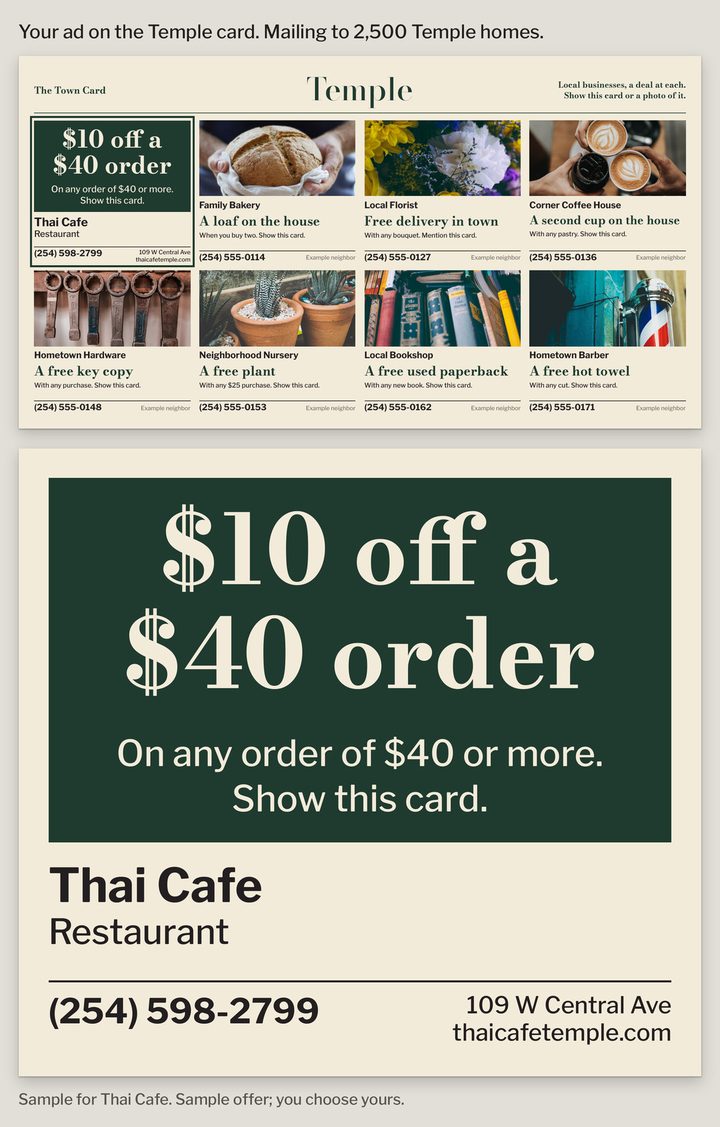 Your ad on the Temple card. Mailing to 2,500 Temple homes.
The Town Card
Temple
Local businesses, a deal at each.
Show this card or a photo of it.
$10 off a
$40 order
On any order of $40 or more.
Show this card.
Thai Cafe
Restaurant
(254) 598-2799
109 W Central Ave
thaicafetemple.com
Family Bakery
A loaf on the house
When you buy two. Show this card.
(254) 555-0114
Example neighbor
Local Florist
Free delivery in town
With any bouquet. Mention this card.
(254) 555-0127
Example neighbor
Corner Coffee House
A second cup on the house
With any pastry. Show this card.
(254) 555-0136
Example neighbor
Hometown Hardware
A free key copy
With any purchase. Show this card.
(254) 555-0148
Example neighbor
Neighborhood Nursery
A free plant
With any $25 purchase. Show this card.
(254) 555-0153
Example neighbor
Local Bookshop
A free used paperback
With any new book. Show this card.
(254) 555-0162
Example neighbor
Hometown Barber
A free hot towel
With any cut. Show this card.
(254) 555-0171
Example neighbor
$10 off a
$40 order
On any order of $40 or more.
Show this card.
Thai Cafe
Restaurant
(254) 598-2799
109 W Central Ave
thaicafetemple.com
Sample for Thai Cafe. Sample offer; you choose yours.